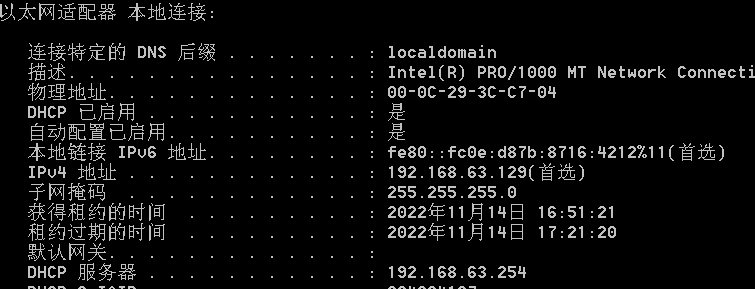 以太网适配器 本地连接:
连接特定的 DNS 后缀 . . . . . . . : localdomain
描述. . . . . . . . . . . . . . . : Intel(R) PRO/1000 MT Network Connecti
物理地址. . . . . . . . . . . . . : 00-0C-29-3C-C7-04
DHCP 已启用 . . . . . . . . . . . : 是
自动配置已启用. . . . . . . . . . : 是
本地链接 IPv6 地址. . . . . . . . : fe80::fc0e:d87b:8716:4212%11(首选)
IPv4 地址 . . . . . . . . . . . . : 192.168.63.129(首选)
子网掩码 . . . . . . . . . . . . : 255.255.255.0
获得租约的时间 . . . . . . . . . : 2022年11月14日 16:51:21
租约过期的时间 . . . . . . . . . : 2022年11月14日 17:21:20
默认网关. . . . . . . . . . . . . :
DHCP 服务器 . . . . . . . . . . . : 192.168.63.254